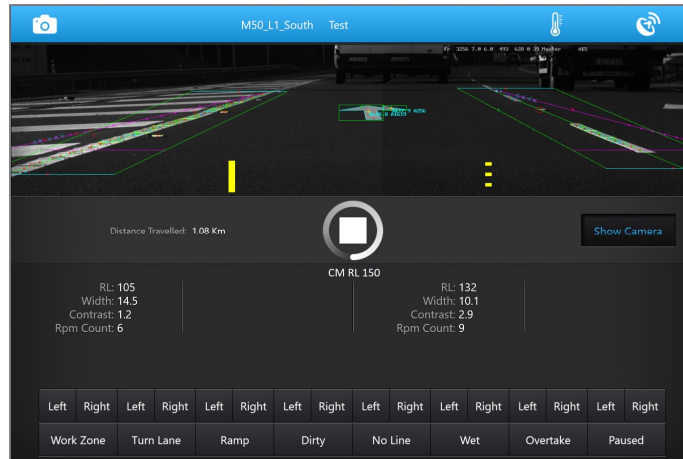 M50_L1_South Test
Distance Travelled: 1.08 Km
Show Camera
CM RL 150
RL: 105
Width: 14.5
Contrast: 1.2
Rpm Count: 6
RL: 132
Width: 10.1
Contrast: 2.9
Rpm Count: 9
Left Right Left Right Left Right Left Right Left Right Left Right Left Right Left Right
Work Zone Turn Lane Ramp Dirty No Line Wet Overtake Paused